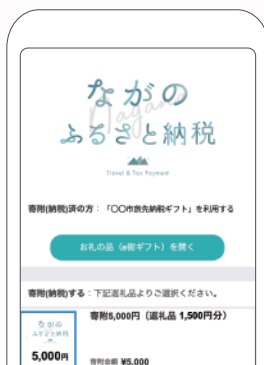 ながの
Nagano
ふるさと納税
Travel & Tax Payment
寄附(納税)済の方：「〇〇市旅先納税ギフト」を利用する
お礼の品（e街ギフト）を開く
寄附(納税)する：下記返礼品よりご選択ください。
寄附5,000円（返礼品 1,500円分）
ながの
ふるさと納税
5,000円
寄附金額 ¥5,000